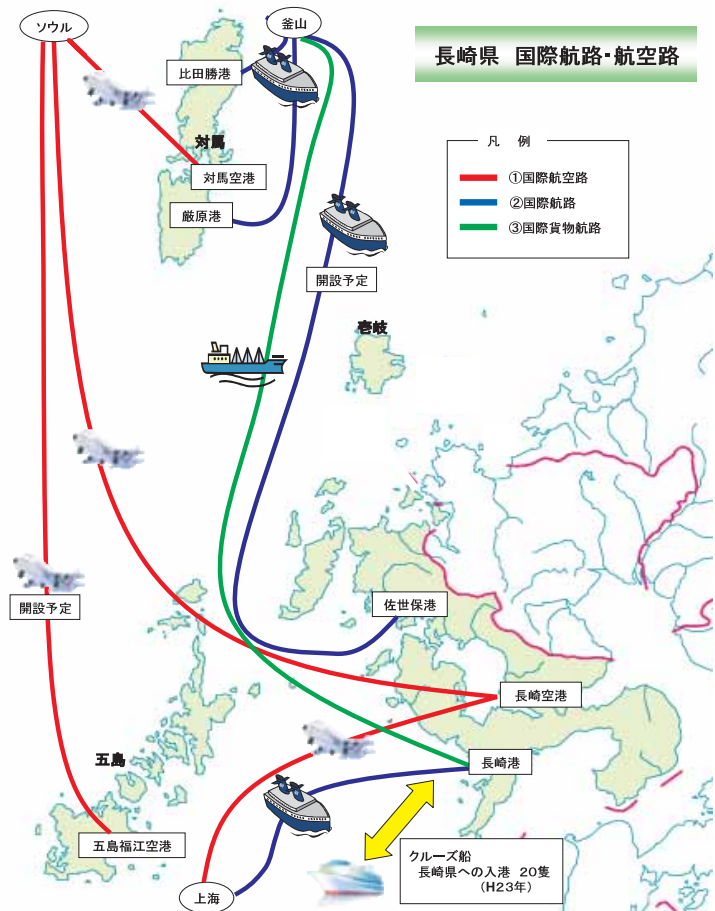 ソウル
釜山
長崎県 国際航路・航空路
比田勝港
対馬
凡 例
対馬空港
①国際航空路
厳原港
②国際航路
③国際貨物航路
開設予定
壱岐
開設予定
佐世保港
長崎空港
五島
長崎港
五島福江空港
クルーズ船
長崎県への入港 20隻
(H23年)
上海